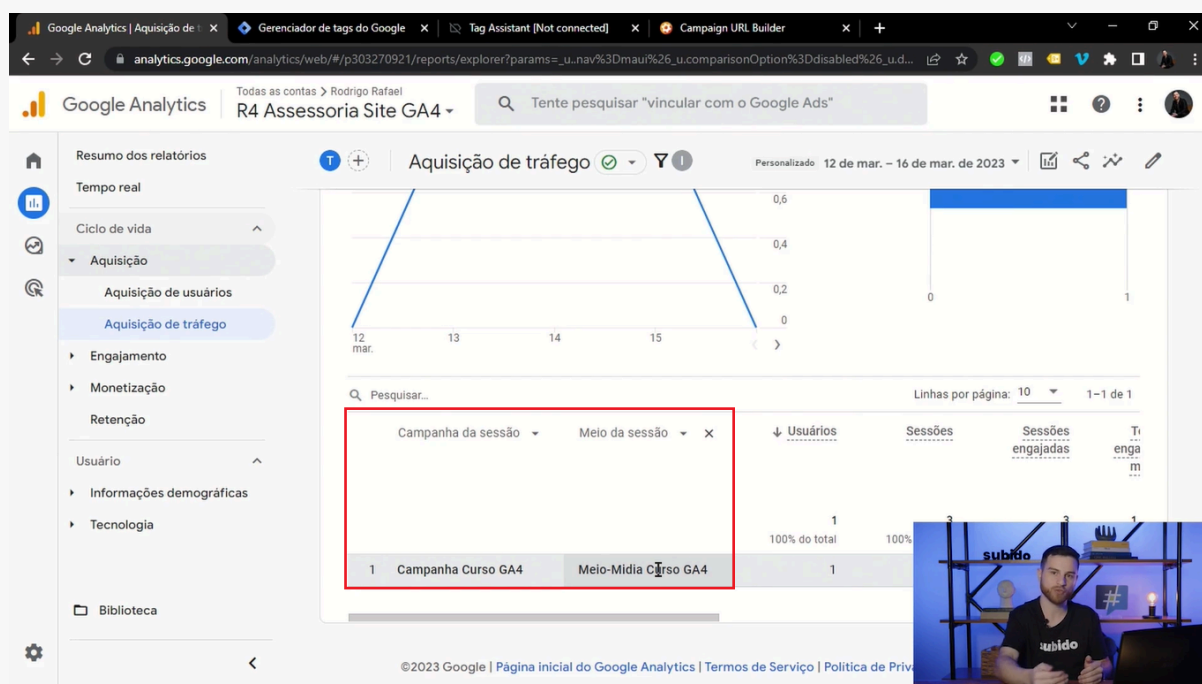 Google Analytics | Aquisição de t
Gerenciador de tags do Google
Tag Assistant [Not connected]
Campaign URL Builder
analytics.google.com/analytics/web/#/p303270921/reports/explorer?params=_u..nav%3Dmaui%26_u.comparisonOption%3Ddisabled%26_u.d...
Google Analytics
Todas as contas > Rodrigo Rafael
R4 Assessoria Site GA4
Tente pesquisar "vincular com o Google Ads"
Resumo dos relatórios
Tempo real
Ciclo de vida
Aquisição
Aquisição de usuários
Aquisição de tráfego
Engajamento
Monetização
Retenção
Usuário
Informações demográficas
Tecnologia
Biblioteca
T
Aquisição de tráfego
I
Personalizado 12 de mar. – 16 de mar. de 2023
0,6
0,4
0,2
0
12
mar.
13
14
15
0
1
Pesquisar...
Linhas por página: 10
1–1 de 1
Campanha da sessão
Meio da sessão
Usuários
Sessões
Sessões
engajadas
enga
m
1
3
3
1
100% do total
100%
1 Campanha Curso GA4 Meio-Midia Curso GA4 1
©2023 Google | Página inicial do Google Analytics | Termos de Serviço | Política de Priva
subido
#
subido